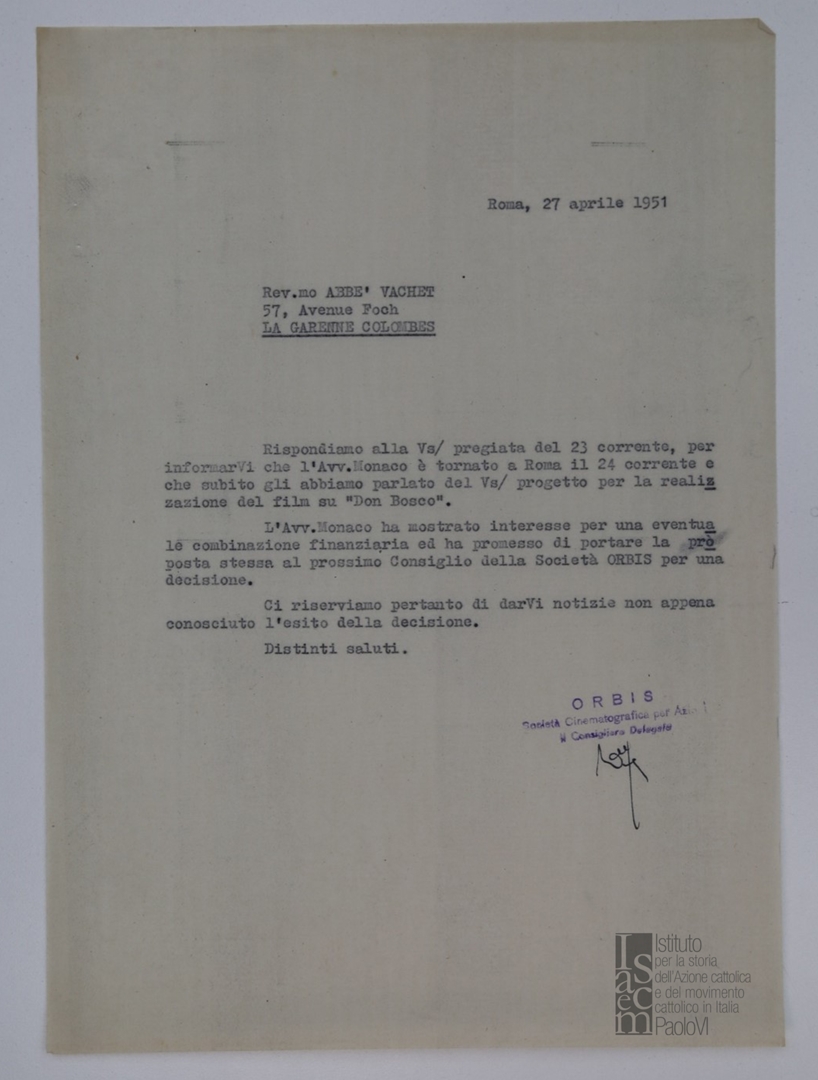 Roma, 27 aprile 1951
Rev.mo ABBE' VACHET
57, Avenue Foch
LA GARENNE COLOMBES
Rispondiamo alla Vs/ pregiata del 23 corrente, per
informarVi che l'Avv.Monaco è tornato a Roma il 24 corrente e
che subito gli abbiamo parlato del Vs/ progetto per la realiz
zazione del film su "Don Bosco".
L'Avv.Monaco ha mostrato interesse per una eventua
le combinazione finanziaria ed ha promesso di portare la pro
posta stessa al prossimo Consiglio della Società ORBIS per una
decisione.
Ci riserviamo pertanto di darVi notizie non appena
conosciuto l'esito della decisione.
Distinti saluti.
ORBIS
Società Cinematografica per
Il Consigliere Delegato
Isacem
Istituto
per la storia
dell'Azione cattolica
e del movimento
cattolico in Italia
PaoloVI